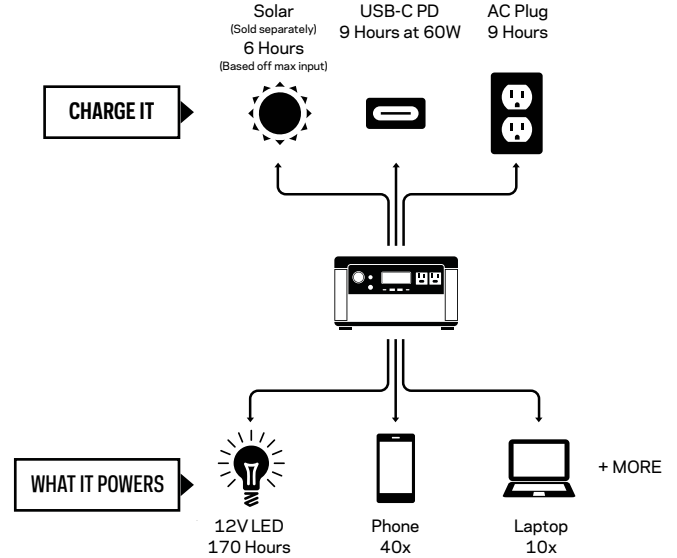 Solar
(Sold separately)
6 Hours
(Based off max input)
USB-C PD
9 Hours at 60W
AC Plug
9 Hours
CHARGE IT
WHAT IT POWERS
12V LED
170 Hours
Phone
40x
Laptop
10x
+ MORE